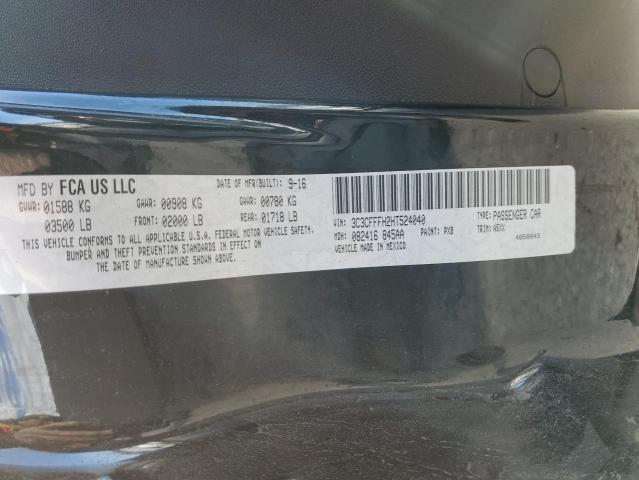 MFD BY FCA US LLC DATE OF MFR(BUILT): 9-16
GVWR: 01588 KG GAWR: 00908 KG GAWR: 00780 KG
03500 LB FRONT: 02000 LB REAR: 01718 LB
THIS VEHICLE CONFORMS TO ALL APPLICABLE U.S.A. FEDERAL MOTOR VEHICLE SAFETY,
BUMPER AND THEFT PREVENTION STANDARDS IN EFFECT ON
THE DATE OF MANUFACTURE SHOWN ABOVE.
VIN: 3C3CFFFH2HT524040 TYPE: PASSENGER CAR
MDH: 082416 845AA PAINT: PX8 TRIM:
VEHICLE MADE IN MEXICO 4058043